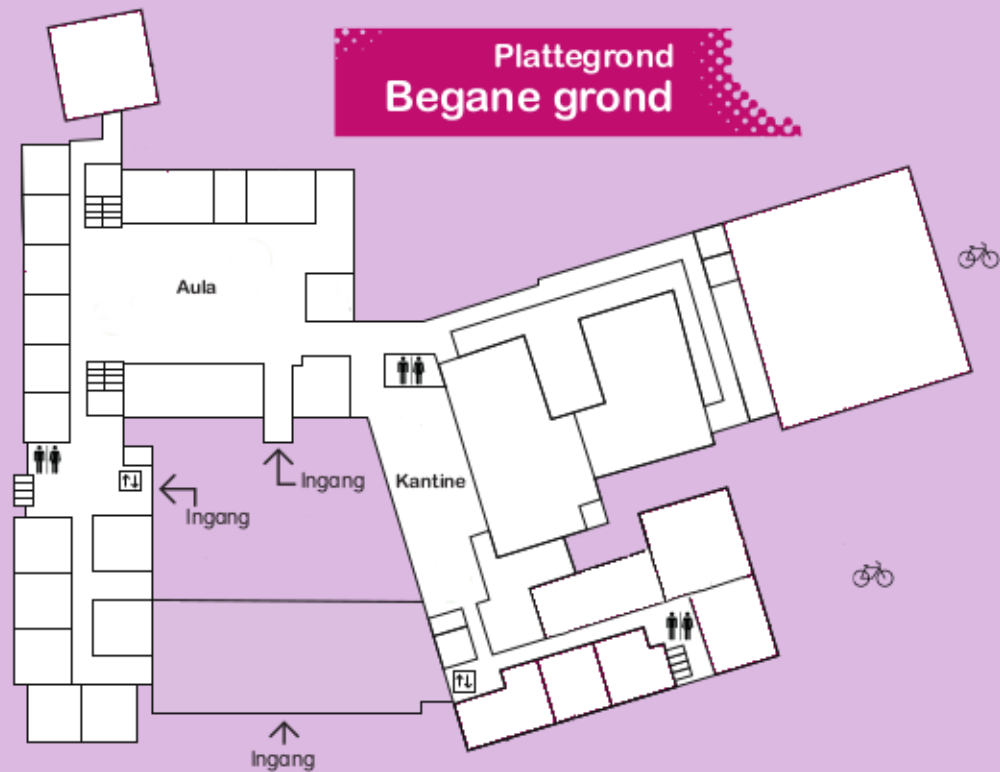 Plattegrond
Begane grond
Aula
Kantine
Ingang
Ingang
Ingang